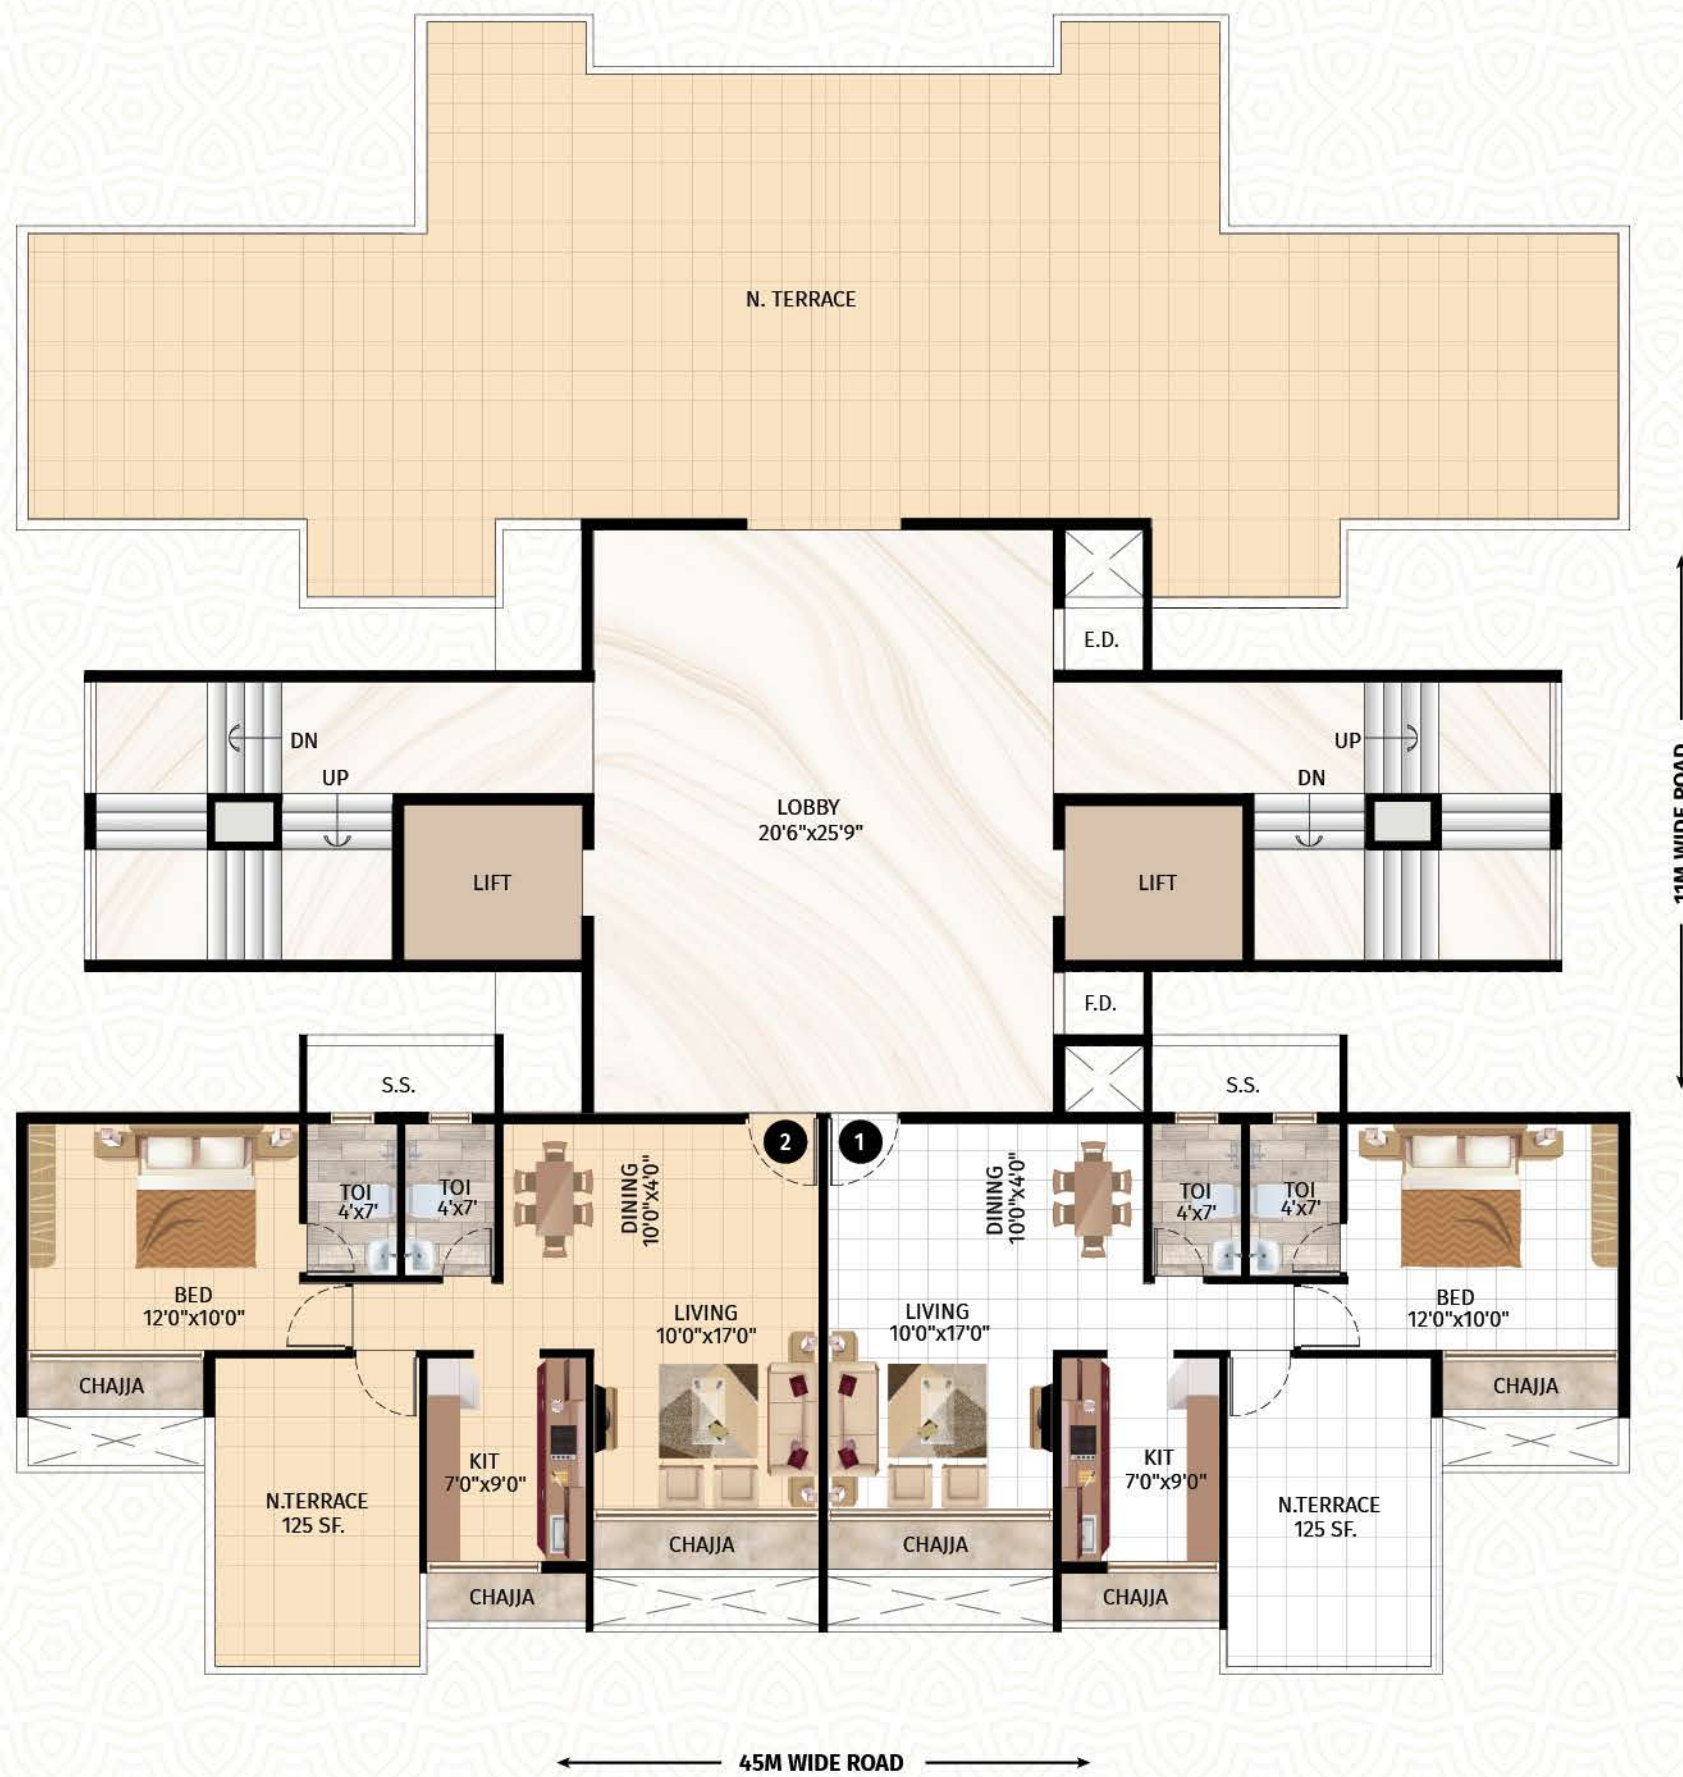 N. TERRACE
E.D.
DN
UP
UP
DN
LOBBY
20'6"x25'9"
LIFT
LIFT
11M WIDE ROAD
F.D.
S.S.
S.S.
2
1
TOI
4'x7'
TOI
4'x7'
DINING
10'0"x4'0"
DINING
10'0"x4'0"
TOI
4'x7'
TOI
4'x7'
BED
12'0"x10'0"
LIVING
10'0"x17'0"
LIVING
10'0"x17'0"
BED
12'0"x10'0"
CHAJJA
CHAJJA
KIT
7'0"x9'0"
KIT
7'0"x9'0"
N.TERRACE
125 SF.
N.TERRACE
125 SF.
CHAJJA
CHAJJA
CHAJJA
CHAJJA
45M WIDE ROAD